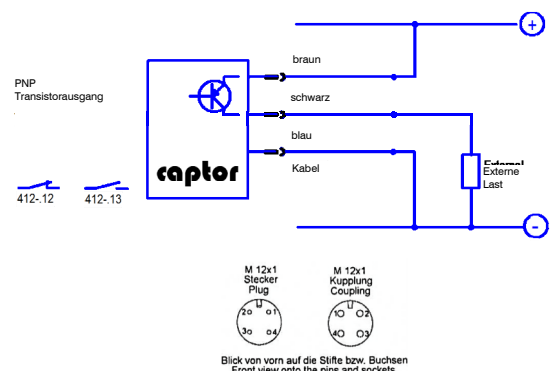 +
braun
PNP
Transistorausgang
schwarz
blau
captor
Kabel
Externe
Last
412-.12
412-.13
-
M 12x1
Stecker
Plug
M 12x1
Kupplung
Coupling
2 1
3 4
1 2
4 3
Blick von vorn auf die Stifte bzw. Buchsen
Front view onto the pins and sockets